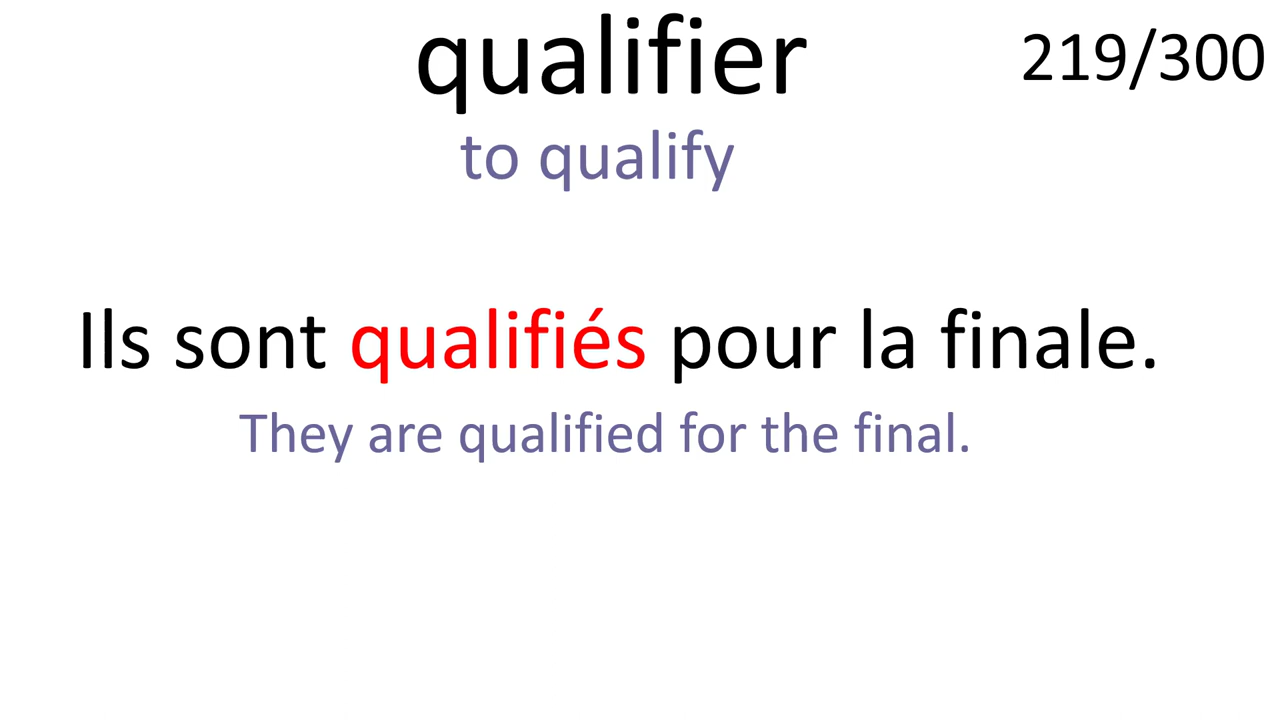 qualifier
219/300
to qualify
Ils sont qualifiés pour la finale.
They are qualified for the final.